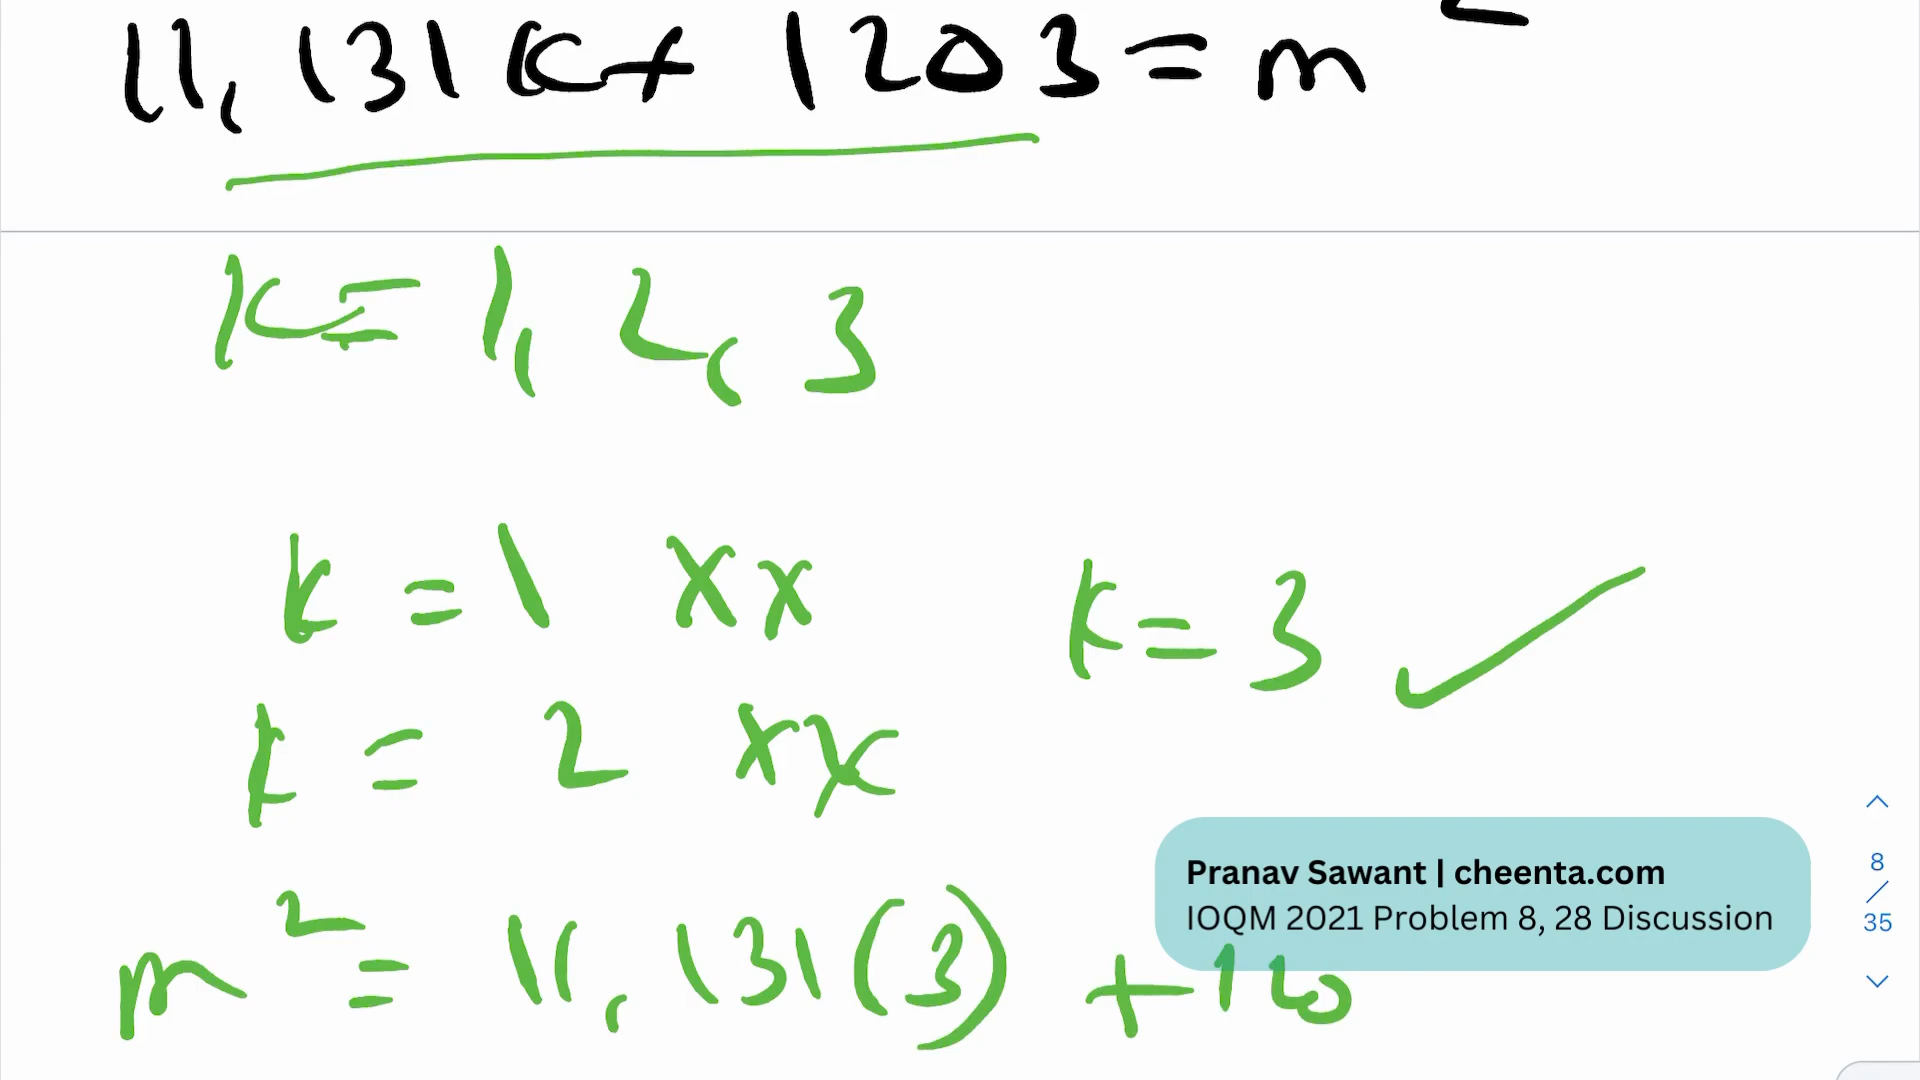 11,131k + 1203 = m²
k = 1, 2, 3
k = 1 xx
k = 3 ✓
k = 2 xx
Pranav Sawant | cheenta.com
IOQM 2021 Problem 8, 28 Discussion
8
/
35
m² = 11,131(3) + 120